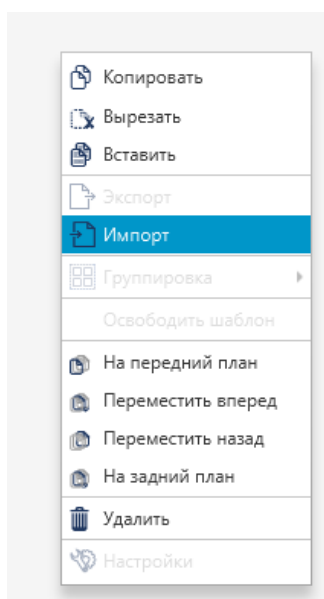 Копировать
Вырезать
Вставить
Экспорт
Импорт
Группировка
Освободить шаблон
На передний план
Переместить вперед
Переместить назад
На задний план
Удалить
Настройки